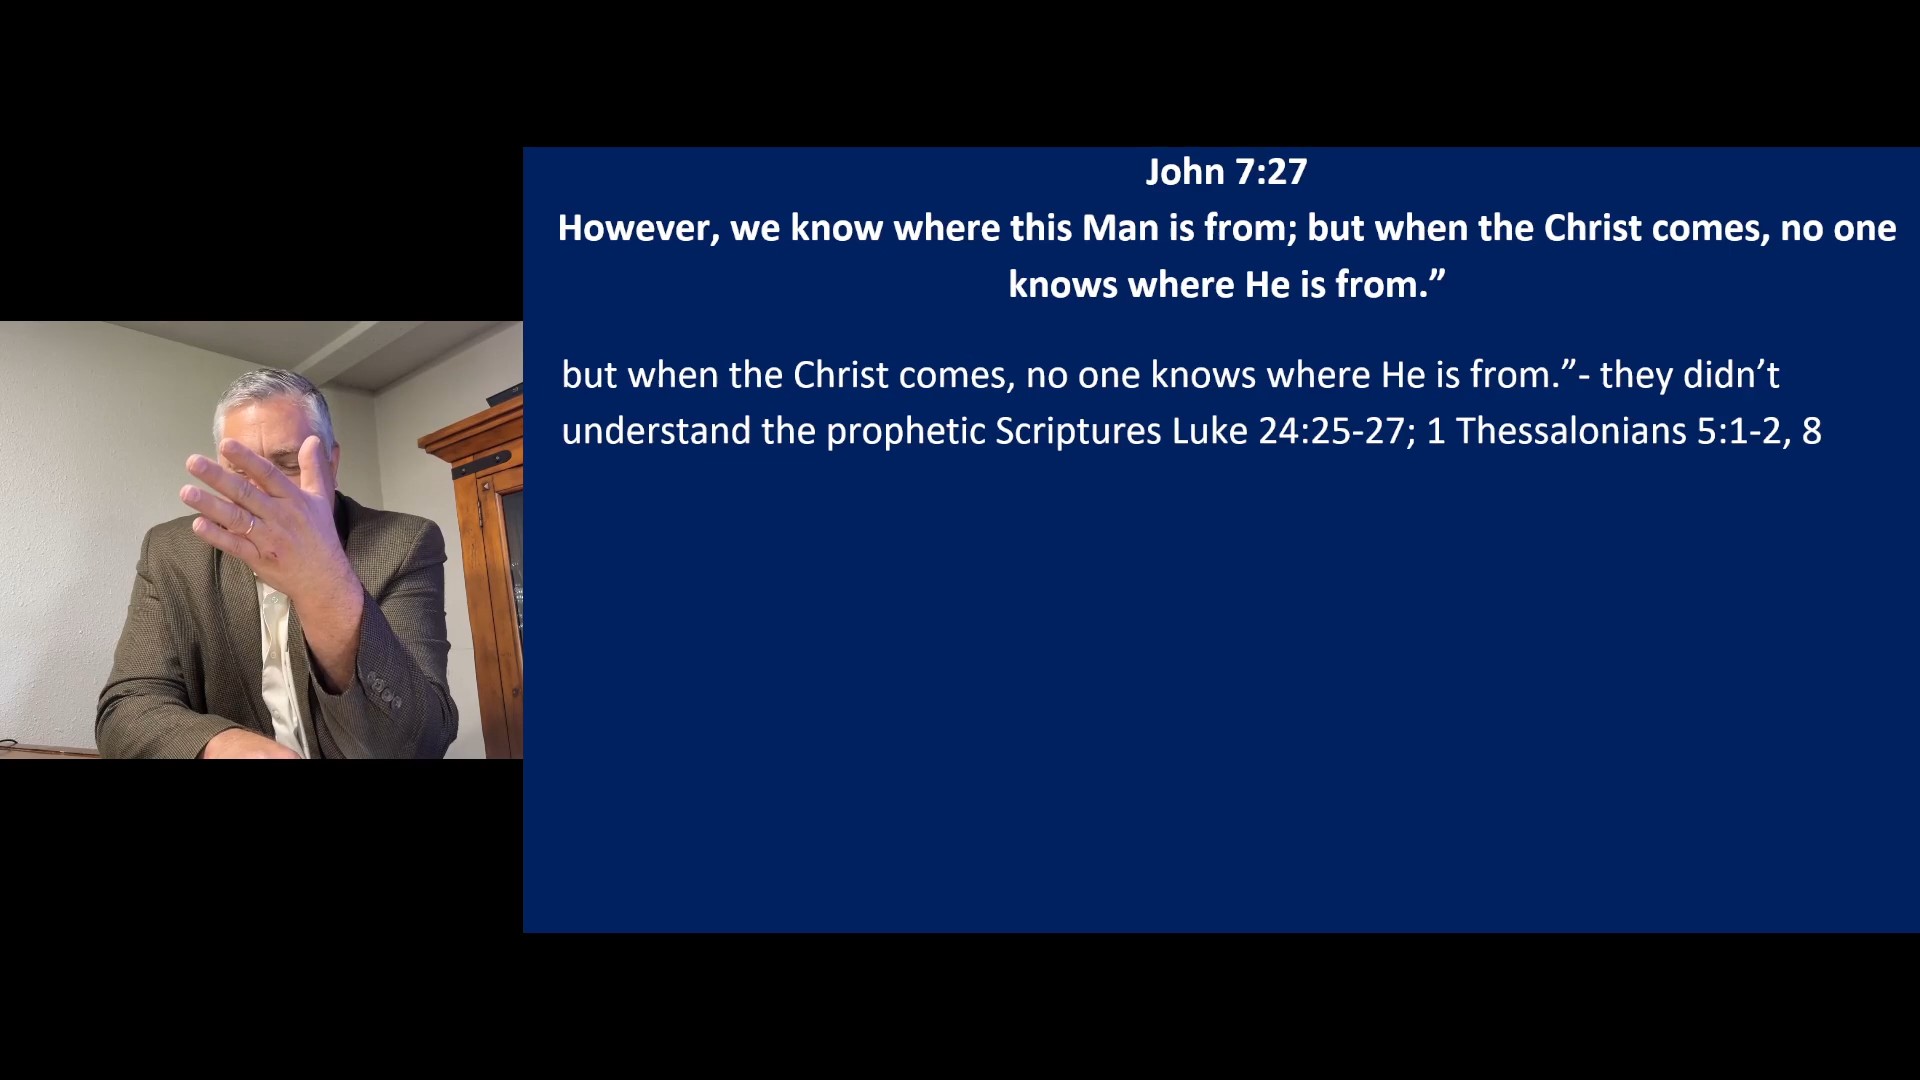 John 7:27
However, we know where this Man is from; but when the Christ comes, no one
knows where He is from.”
but when the Christ comes, no one knows where He is from.”- they didn’t
understand the prophetic Scriptures Luke 24:25-27; 1 Thessalonians 5:1-2, 8